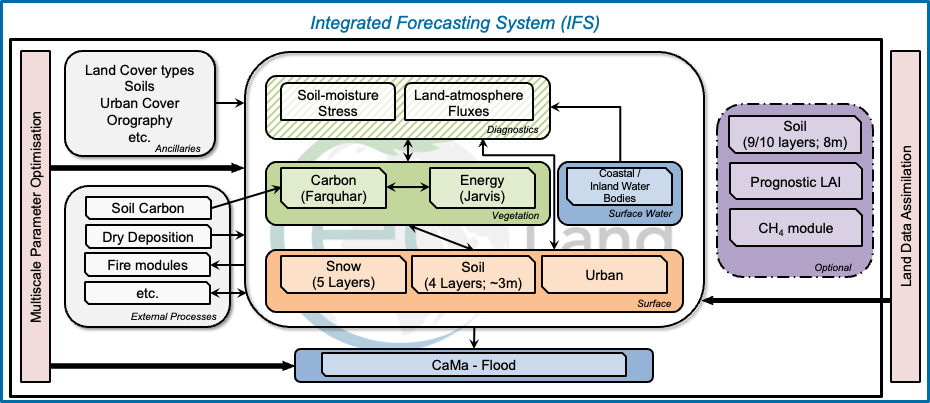 Integrated Forecasting System (IFS)
Multiscale Parameter Optimisation
Land Cover types
Soils
Urban Cover
Orography
etc.
Ancillaries
Soil Carbon
Dry Deposition
Fire modules
etc.
External Processes
Soil-moisture
Stress
Land-atmosphere
Fluxes
Diagnostics
Carbon
(Farquhar)
Energy
(Jarvis)
Vegetation
Coastal /
Inland Water
Bodies
Surface Water
Land
Snow
(5 Layers)
Soil
(4 Layers; ~3m)
Urban
Surface
CaMa - Flood
Soil
(9/10 layers; 8m)
Prognostic LAI
CH₄ module
Optional
Land Data Assimilation